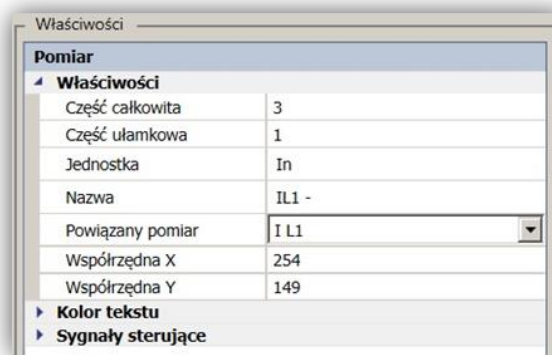 Właściwości
Pomiar
Właściwości
Część całkowita 3
Część ułamkowa 1
Jednostka In
Nazwa IL1 -
Powiązany pomiar I L1
Współrzędna X 254
Współrzędna Y 149
Kolor tekstu
Sygnały sterujące